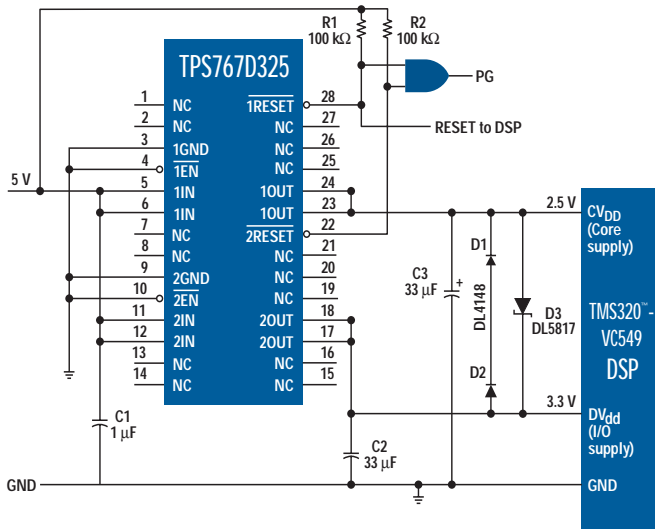 R1
100 kΩ
R2
100 kΩ
TPS767D325
PG
RESET to DSP
5 V
1 NC
2 NC
3 1GND
4 1EN
5 1IN
6 1IN
7 NC
8 NC
9 2GND
10 2EN
11 2IN
12 2IN
13 NC
14 NC
1RESET 28
NC 27
NC 26
NC 25
1OUT 24
1OUT 23
2RESET 22
NC 21
NC 20
NC 19
2OUT 18
2OUT 17
NC 16
NC 15
C1
1 µF
C2
33 µF
C3
33 µF
+
D1
DL4148
D2
D3
DL5817
2.5 V
3.3 V
CVDD
(Core
supply)
TMS320™-
VC549
DSP
DVdd
(I/O
supply)
GND
GND